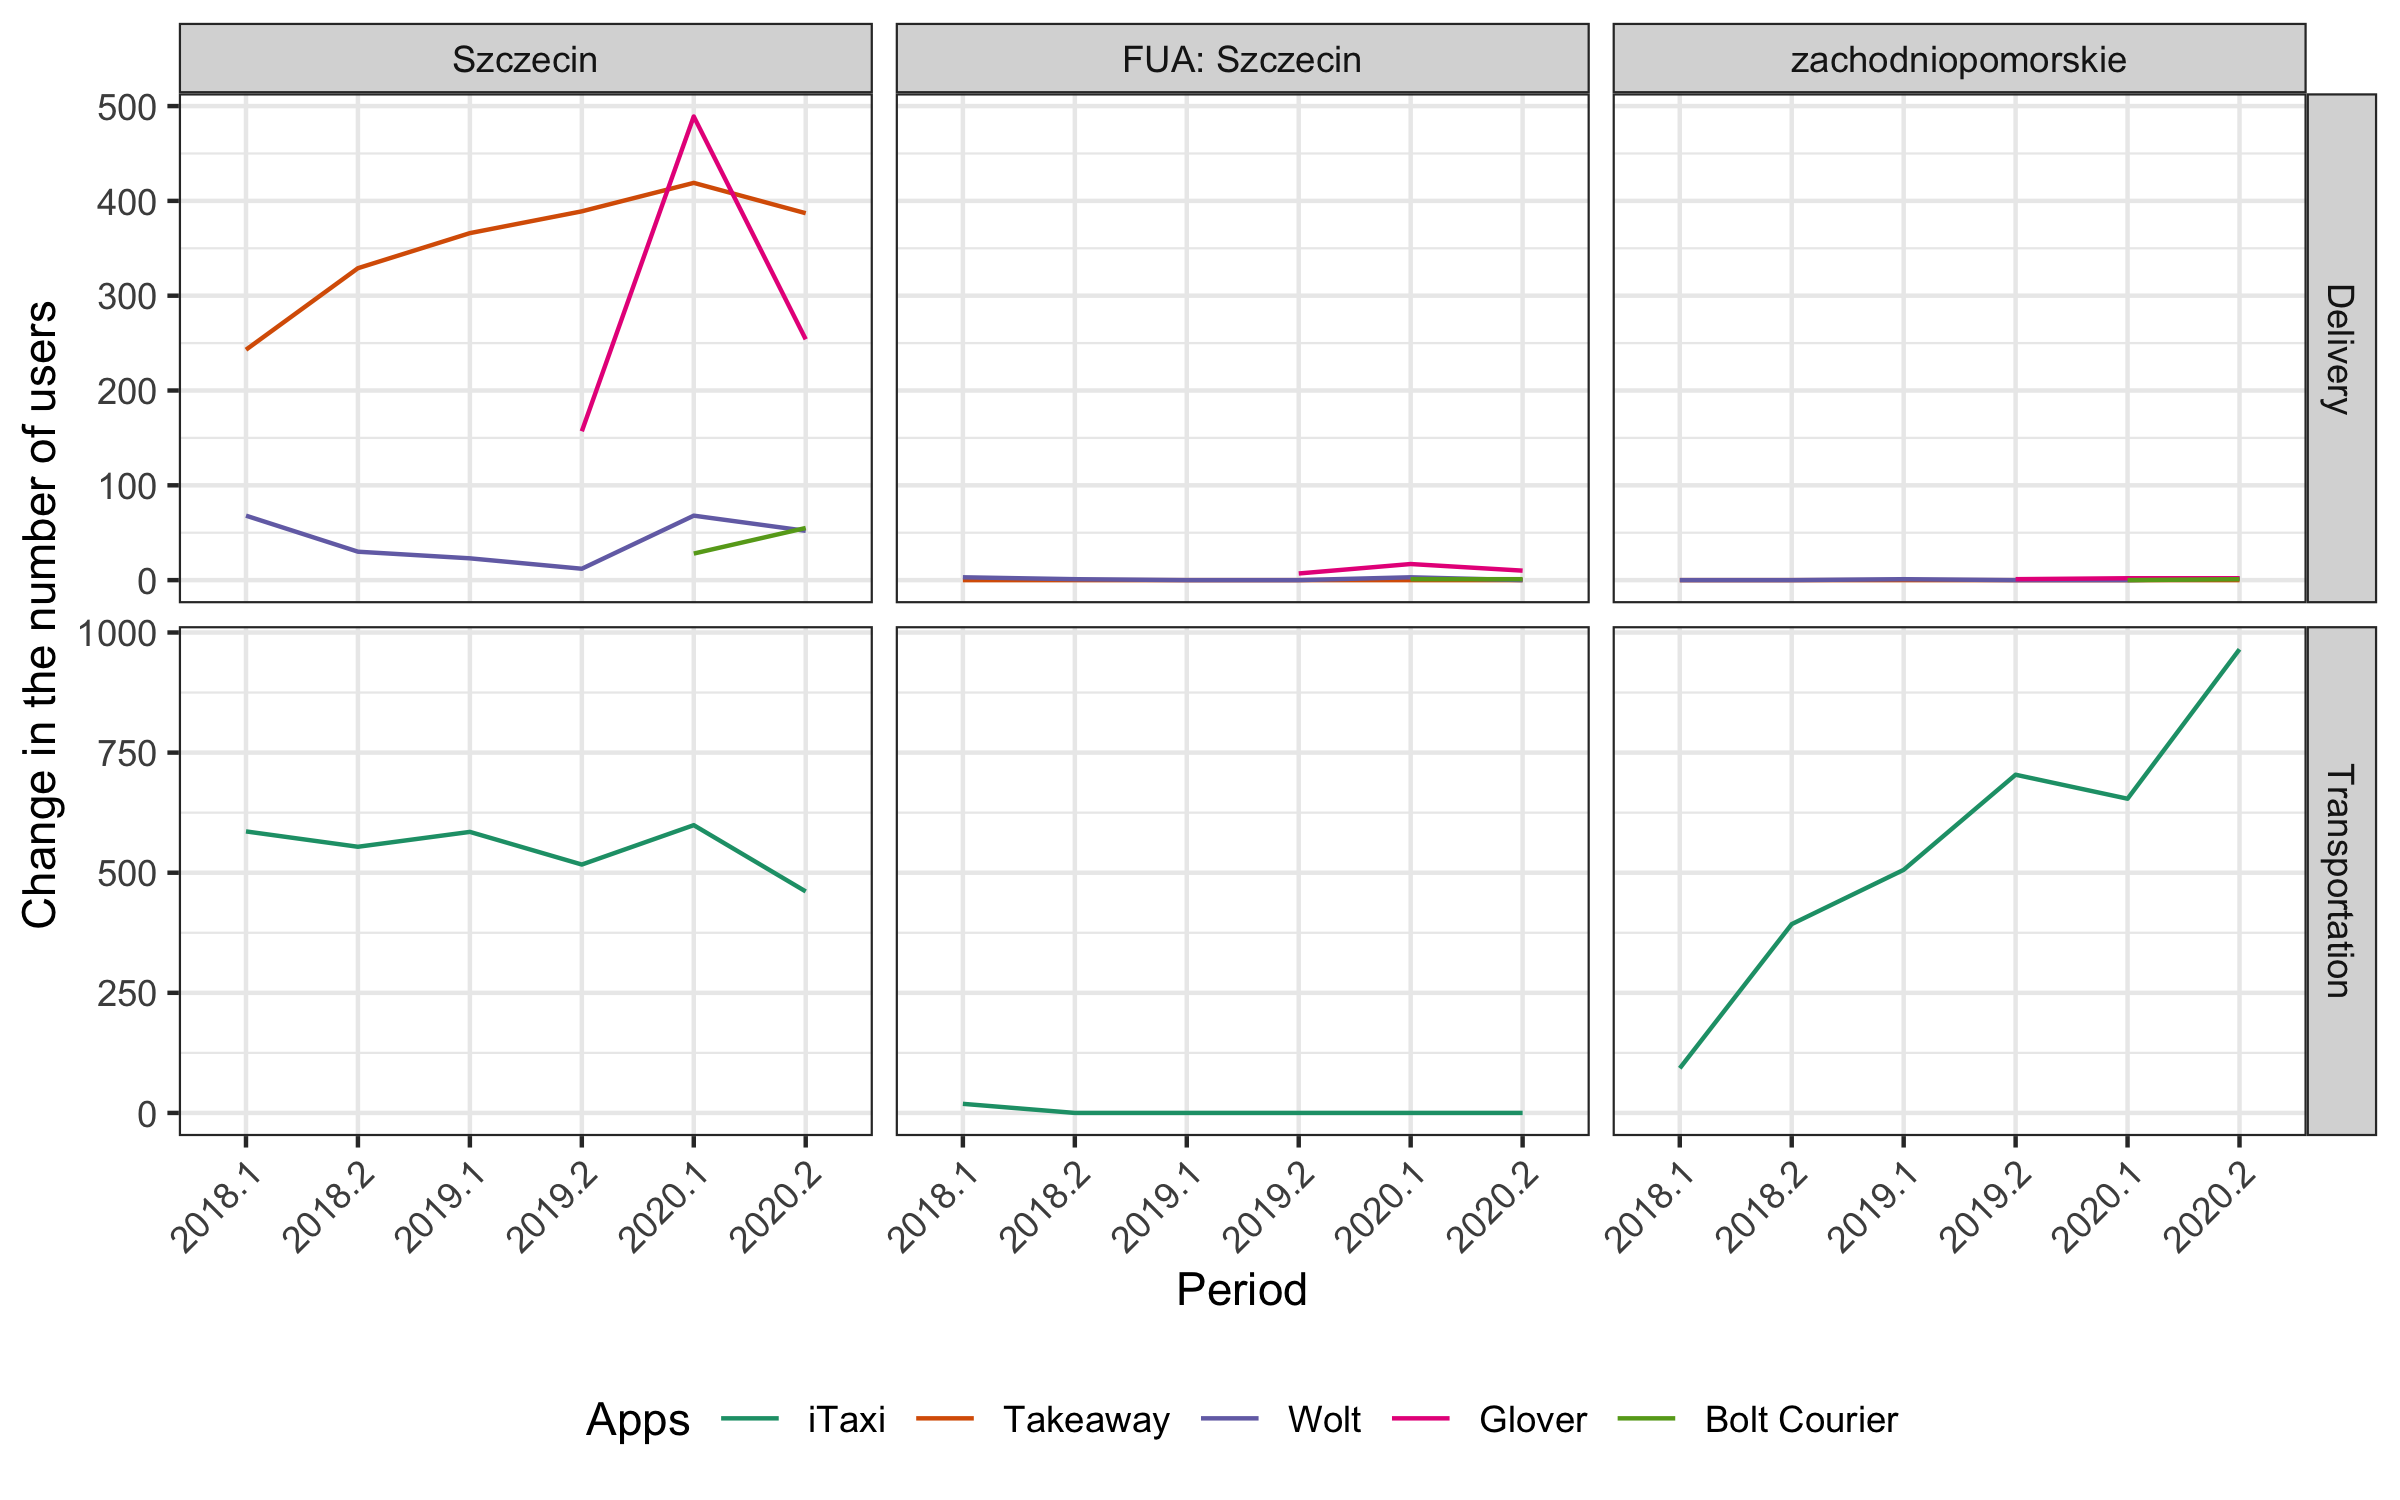 Szczecin FUA: Szczecin zachodniopomorskie
Change in the number of users
500
400
300
200
100
0
Delivery
1000
750
500
250
0
Transportation
2018.1 2018.2 2019.1 2019.2 2020.1 2020.2 2018.1 2018.2 2019.1 2019.2 2020.1 2020.2 2018.1 2018.2 2019.1 2019.2 2020.1 2020.2
Period
Apps iTaxi Takeaway Wolt Glover Bolt Courier